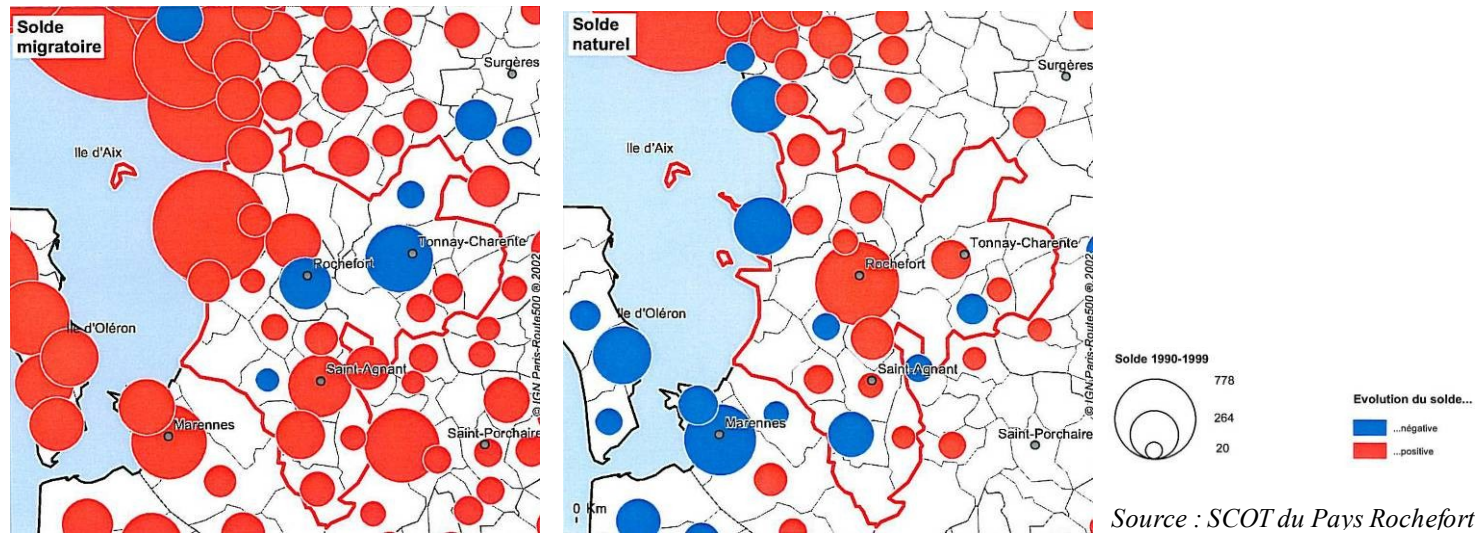 Solde
migratoire
Surgères
Ile d'Aix
Tonnay-Charente
Rochefort
Ile d'Oléron
Saint-Agnant
Marennes
Saint-Porchaire
0 Km
© IGN Paris-Route500 ® 2002
Solde
naturel
Surgères
Ile d'Aix
Tonnay-Charente
Rochefort
Ile d'Oléron
Saint-Agnant
Marennes
Saint-Porchaire
0 Km
© IGN Paris-Route500 ® 2002
Solde 1990-1999
778
264
20
Evolution du solde...
...négative
...positive
Source : SCOT du Pays Rochefort